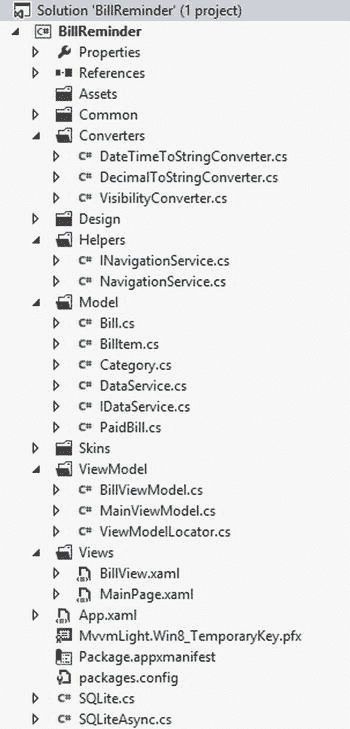 Solution 'BillReminder' (1 project)
C# BillReminder
Properties
References
Assets
Common
Converters
C# DateTimeToStringConverter.cs
C# DecimalToStringConverter.cs
C# VisibilityConverter.cs
Design
Helpers
C# INavigationService.cs
C# NavigationService.cs
Model
C# Bill.cs
C# BillItem.cs
C# Category.cs
C# DataService.cs
C# IDataService.cs
C# PaidBill.cs
Skins
ViewModel
C# BillViewModel.cs
C# MainViewModel.cs
C# ViewModelLocator.cs
Views
BillView.xaml
MainPage.xaml
App.xaml
MvvmLight.Win8_TemporaryKey.pfx
Package.appxmanifest
packages.config
C# SQLite.cs
C# SQLiteAsync.cs